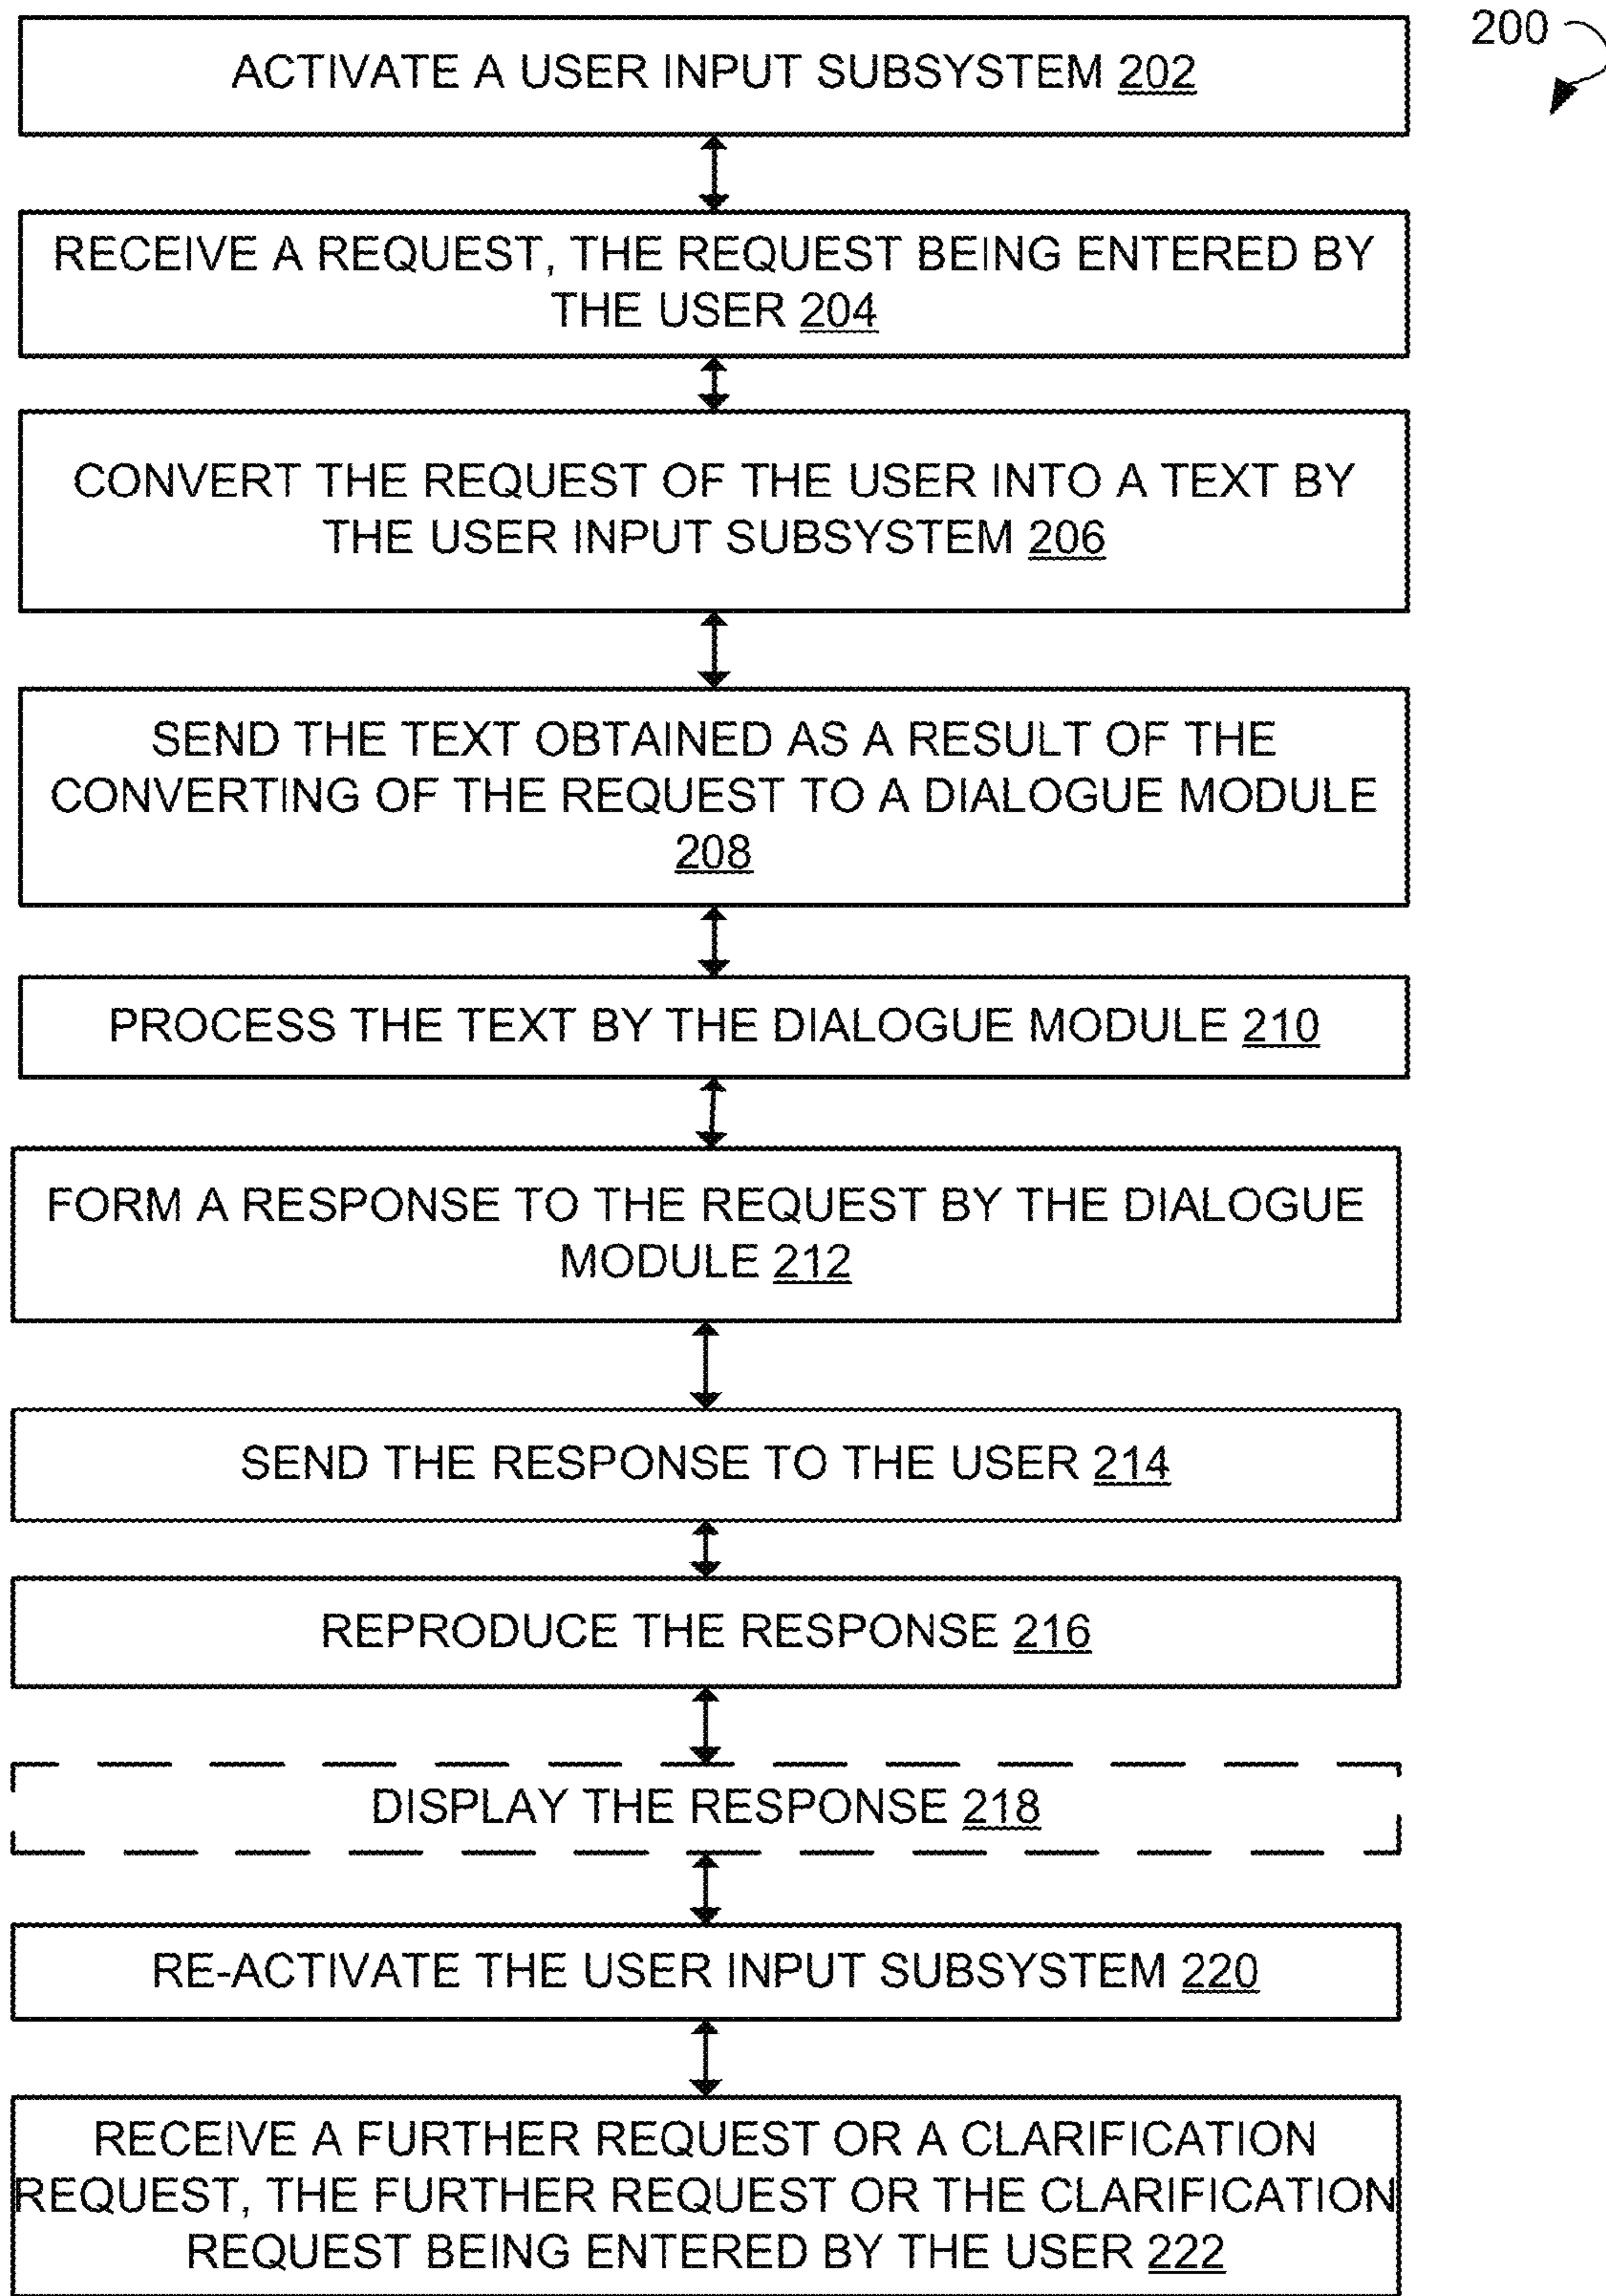 200
ACTIVATE A USER INPUT SUBSYSTEM 202
RECEIVE A REQUEST, THE REQUEST BEING ENTERED BY
THE USER 204
CONVERT THE REQUEST OF THE USER INTO A TEXT BY
THE USER INPUT SUBSYSTEM 206
SEND THE TEXT OBTAINED AS A RESULT OF THE
CONVERTING OF THE REQUEST TO A DIALOGUE MODULE
208
PROCESS THE TEXT BY THE DIALOGUE MODULE 210
FORM A RESPONSE TO THE REQUEST BY THE DIALOGUE
MODULE 212
SEND THE RESPONSE TO THE USER 214
REPRODUCE THE RESPONSE 216
DISPLAY THE RESPONSE 218
RE-ACTIVATE THE USER INPUT SUBSYSTEM 220
RECEIVE A FURTHER REQUEST OR A CLARIFICATION
REQUEST, THE FURTHER REQUEST OR THE CLARIFICATION
REQUEST BEING ENTERED BY THE USER 222